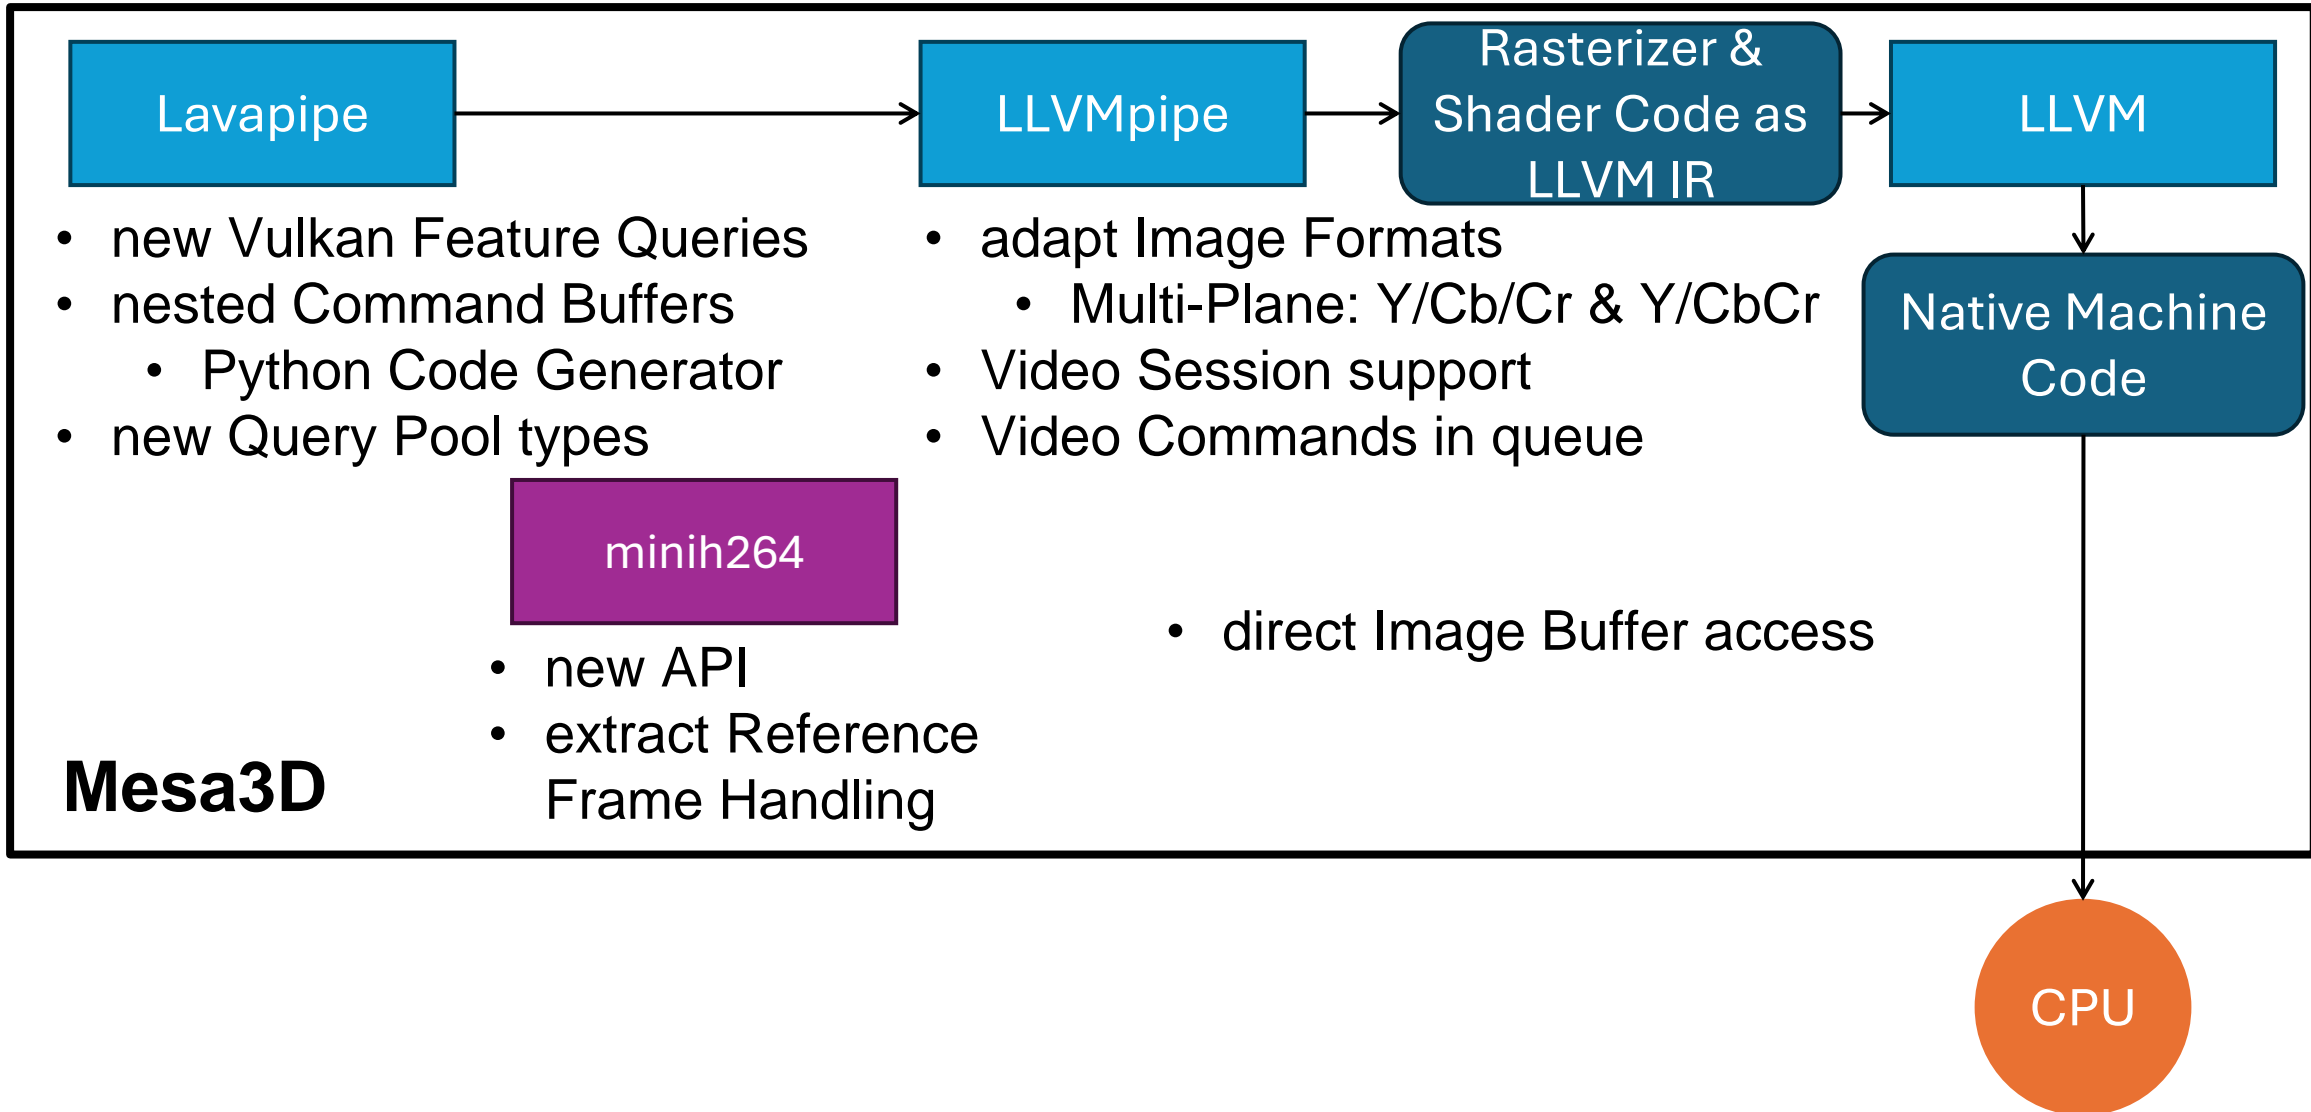 Lavapipe
LLVMpipe
Rasterizer &
Shader Code as
LLVM IR
LLVM
• new Vulkan Feature Queries
• nested Command Buffers
• Python Code Generator
• new Query Pool types
• adapt Image Formats
• Multi-Plane: Y/Cb/Cr & Y/CbCr
• Video Session support
• Video Commands in queue
Native Machine
Code
minih264
• new API
• extract Reference
Frame Handling
• direct Image Buffer access
Mesa3D
CPU